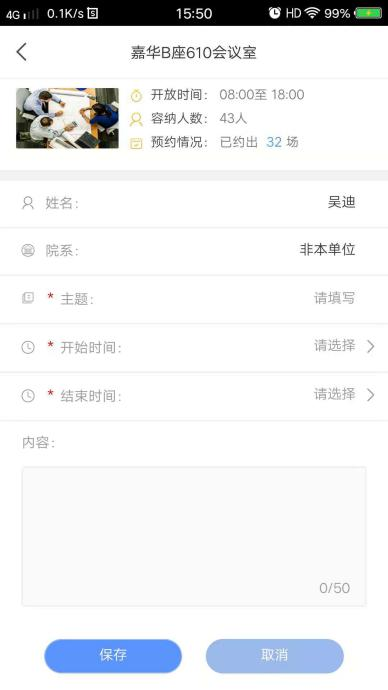 4G 0.1K/s 15:50 HD 99%
嘉华B座610会议室
开放时间： 08:00至 18:00
容纳人数： 43人
预约情况： 已约出 32 场
姓名： 吴迪
院系： 非本单位
* 主题： 请填写
* 开始时间： 请选择
* 结束时间： 请选择
内容：
0/50
保存 取消